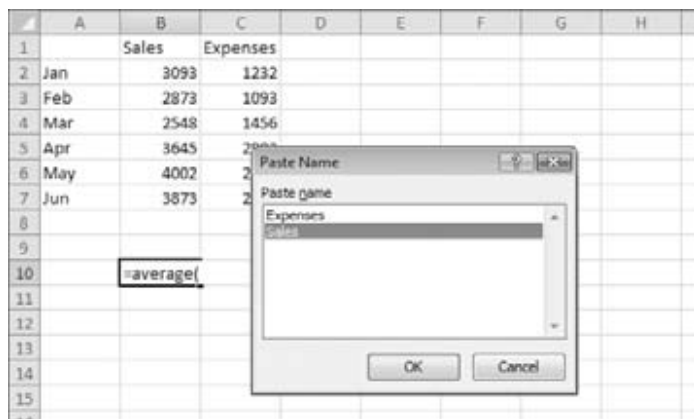 A B C D E F G H
1 Sales Expenses
2 Jan 3093 1232
3 Feb 2873 1093
4 Mar 2548 1456
5 Apr 3645
6 May 4002 2
7 Jun 3873 2
8
9
10 =average(
11
12
13
14
15
Paste Name
Paste name
Expenses
Sales
OK Cancel